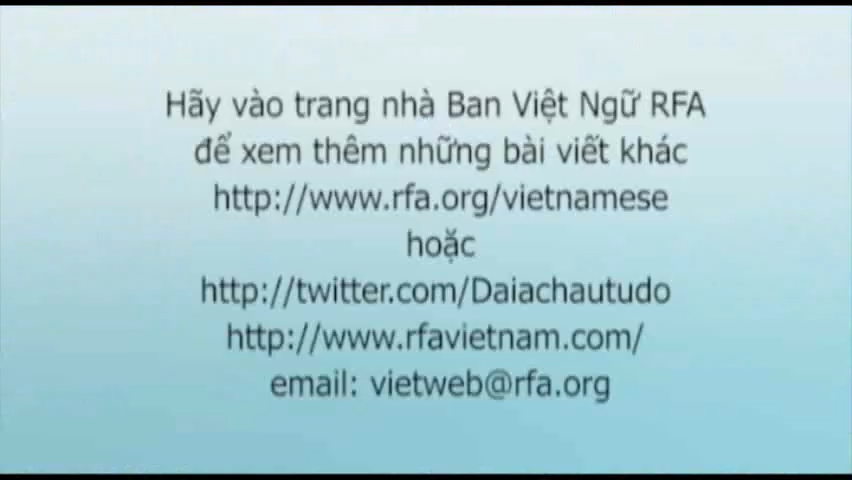 Hãy vào trang nhà Ban Việt Ngữ RFA
để xem thêm những bài viết khác
http://www.rfa.org/vietnamese
hoặc
http://twitter.com/Daiachautudo
http://www.rfavietnam.com/
email: vietweb@rfa.org